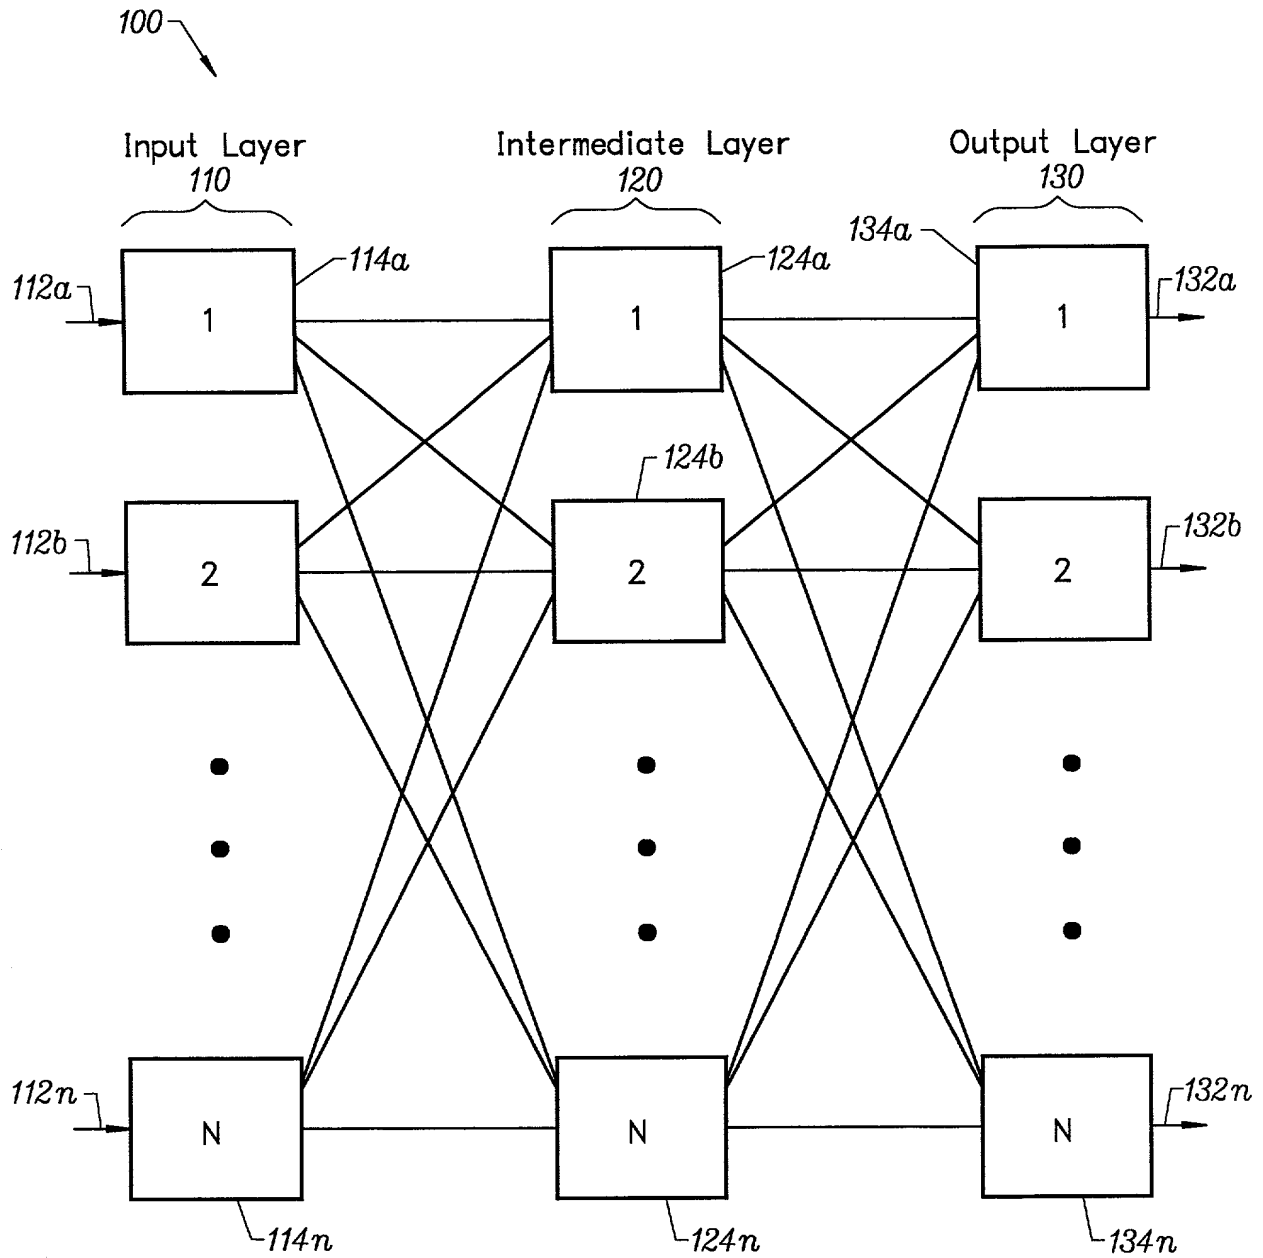 100
Input Layer
110
Intermediate Layer
120
Output Layer
130
112a
1
114a
1
124a
134a
1
132a
112b
2
124b
2
2
132b
112n
N
114n
N
124n
N
134n
132n